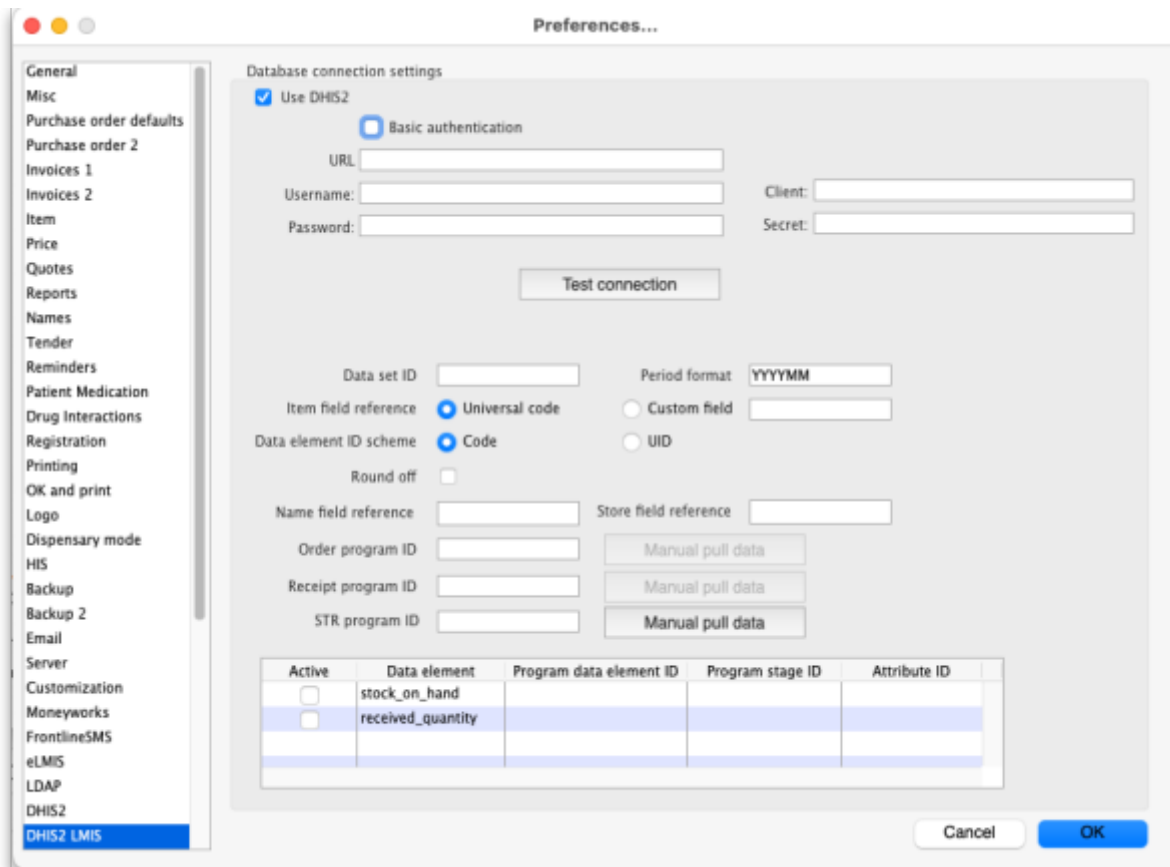 Preferences...
General
Misc
Purchase order defaults
Purchase order 2
Invoices 1
Invoices 2
Item
Price
Quotes
Reports
Names
Tender
Reminders
Patient Medication
Drug Interactions
Registration
Printing
OK and print
Logo
Dispensary mode
HIS
Backup
Backup 2
Email
Server
Customization
Moneyworks
FrontlineSMS
eLMIS
LDAP
DHIS2
DHIS2 LMIS
Database connection settings
Use DHIS2
Basic authentication
URL
Username: Client:
Password: Secret:
Test connection
Data set ID Period format YYYYMM
Item field reference Universal code Custom field
Data element ID scheme Code UID
Round off
Name field reference Store field reference
Order program ID Manual pull data
Receipt program ID Manual pull data
STR program ID Manual pull data
Active Data element Program data element ID Program stage ID Attribute ID
stock_on_hand
received_quantity
Cancel OK